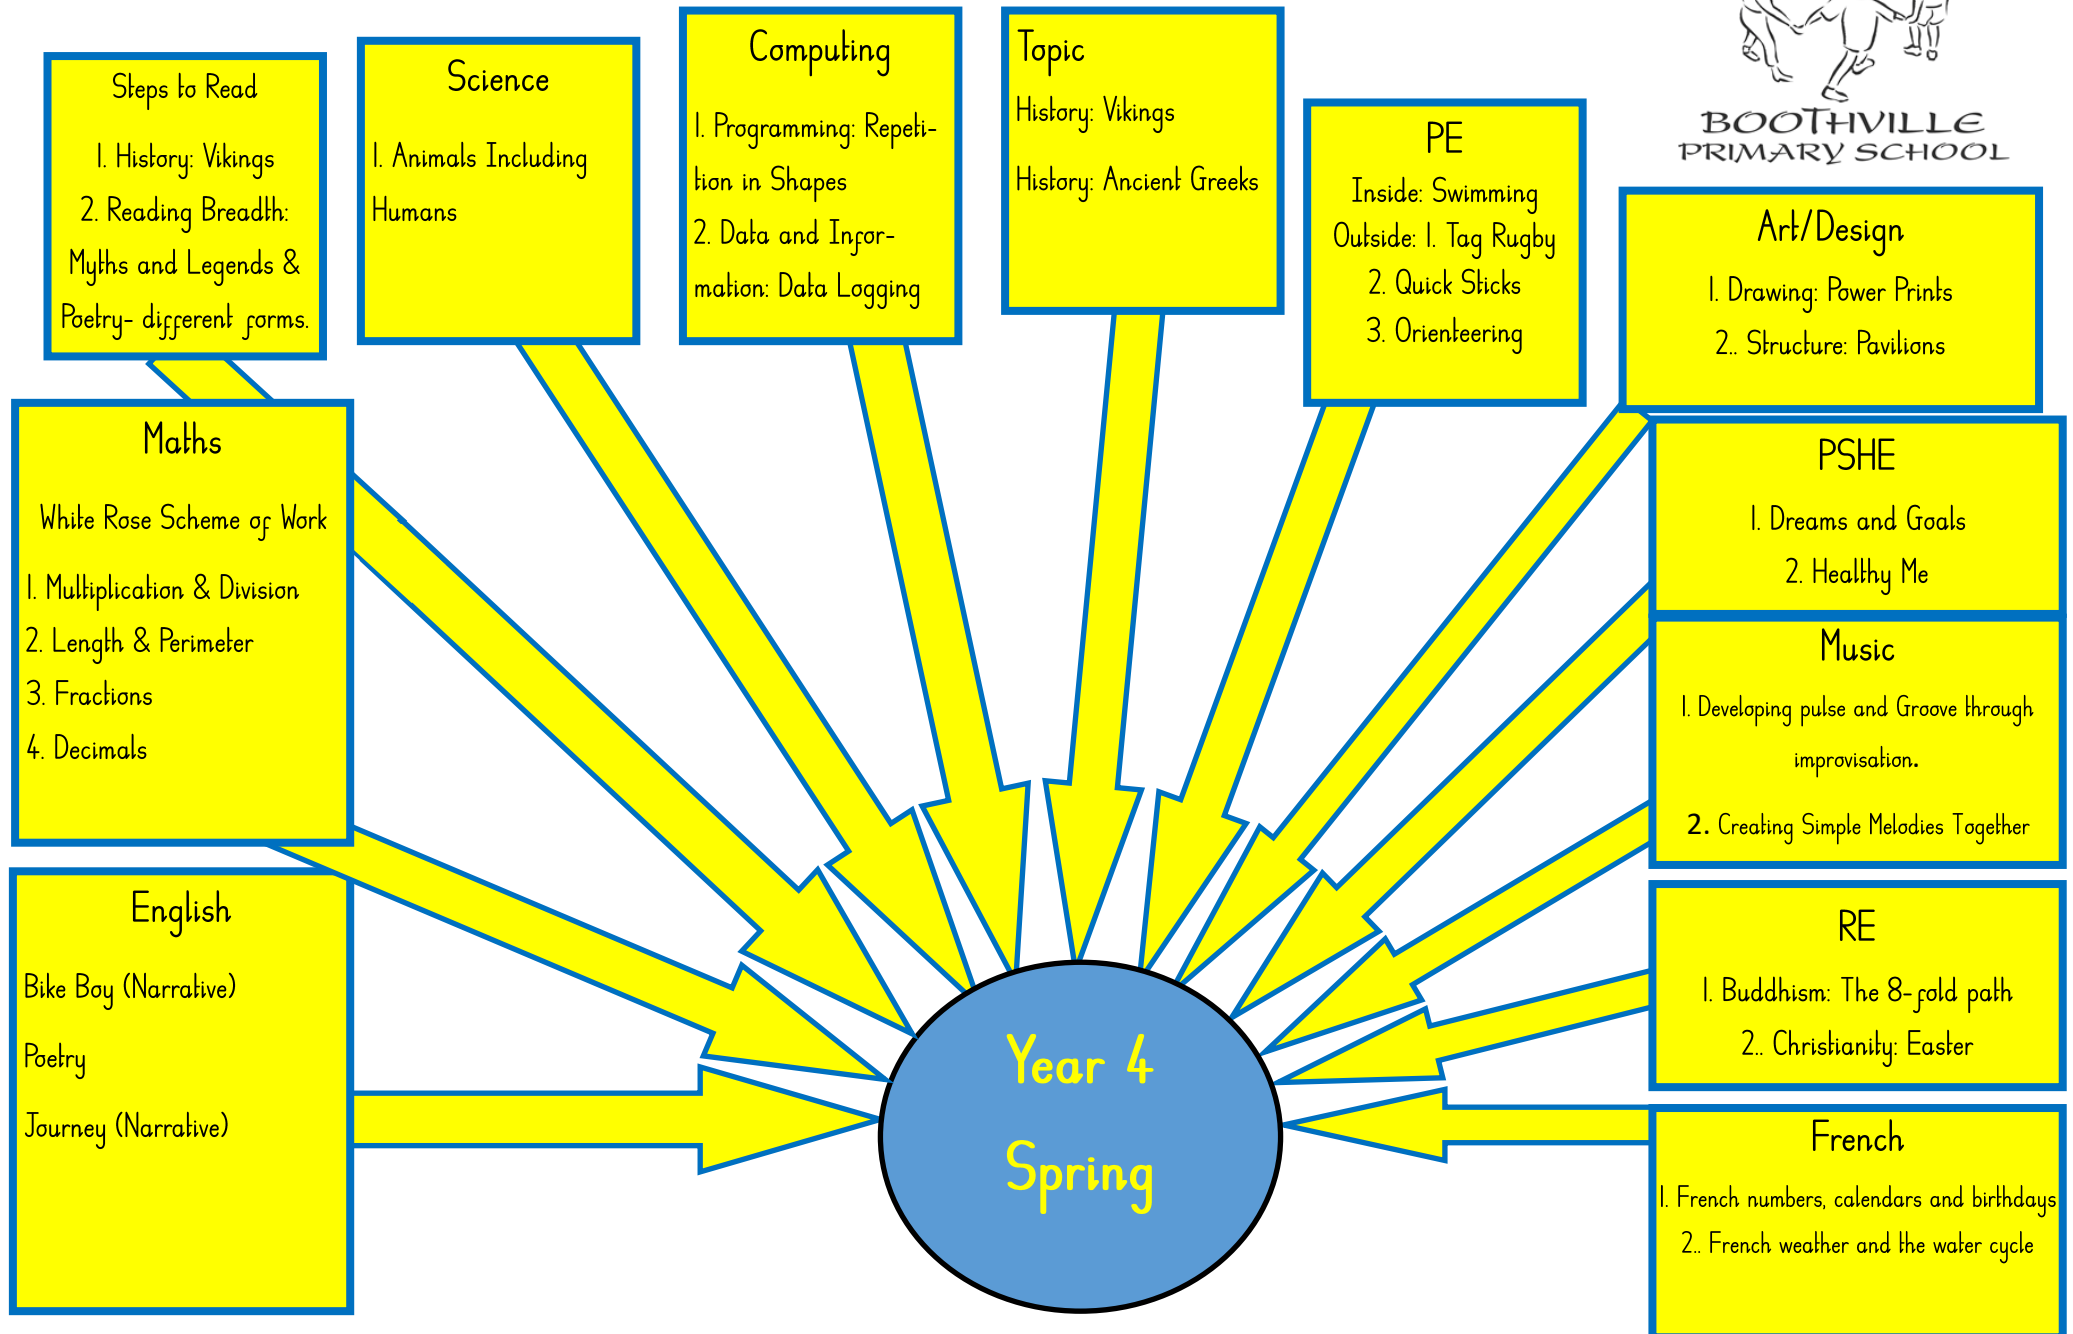 Steps to Read
1. History: Vikings
2. Reading Breadth:
Myths and Legends &
Poetry- different forms.
Science
1. Animals Including
Humans
Computing
1. Programming: Repeti-
tion in Shapes
2. Data and Infor-
mation: Data Logging
Topic
History: Vikings
History: Ancient Greeks
PE
Inside: Swimming
Outside: 1. Tag Rugby
2. Quick Sticks
3. Orienteering
BOOTHVILLE
PRIMARY SCHOOL
Art/Design
1. Drawing: Power Prints
2.. Structure: Pavilions
Maths
White Rose Scheme of Work
1. Multiplication & Division
2. Length & Perimeter
3. Fractions
4. Decimals
PSHE
1. Dreams and Goals
2. Healthy Me
Music
1. Developing pulse and Groove through
improvisation.
2. Creating Simple Melodies Together
English
Bike Boy (Narrative)
Poetry
Journey (Narrative)
RE
1. Buddhism: The 8-fold path
2.. Christianity: Easter
Year 4
Spring
French
1. French numbers, calendars and birthdays
2.. French weather and the water cycle